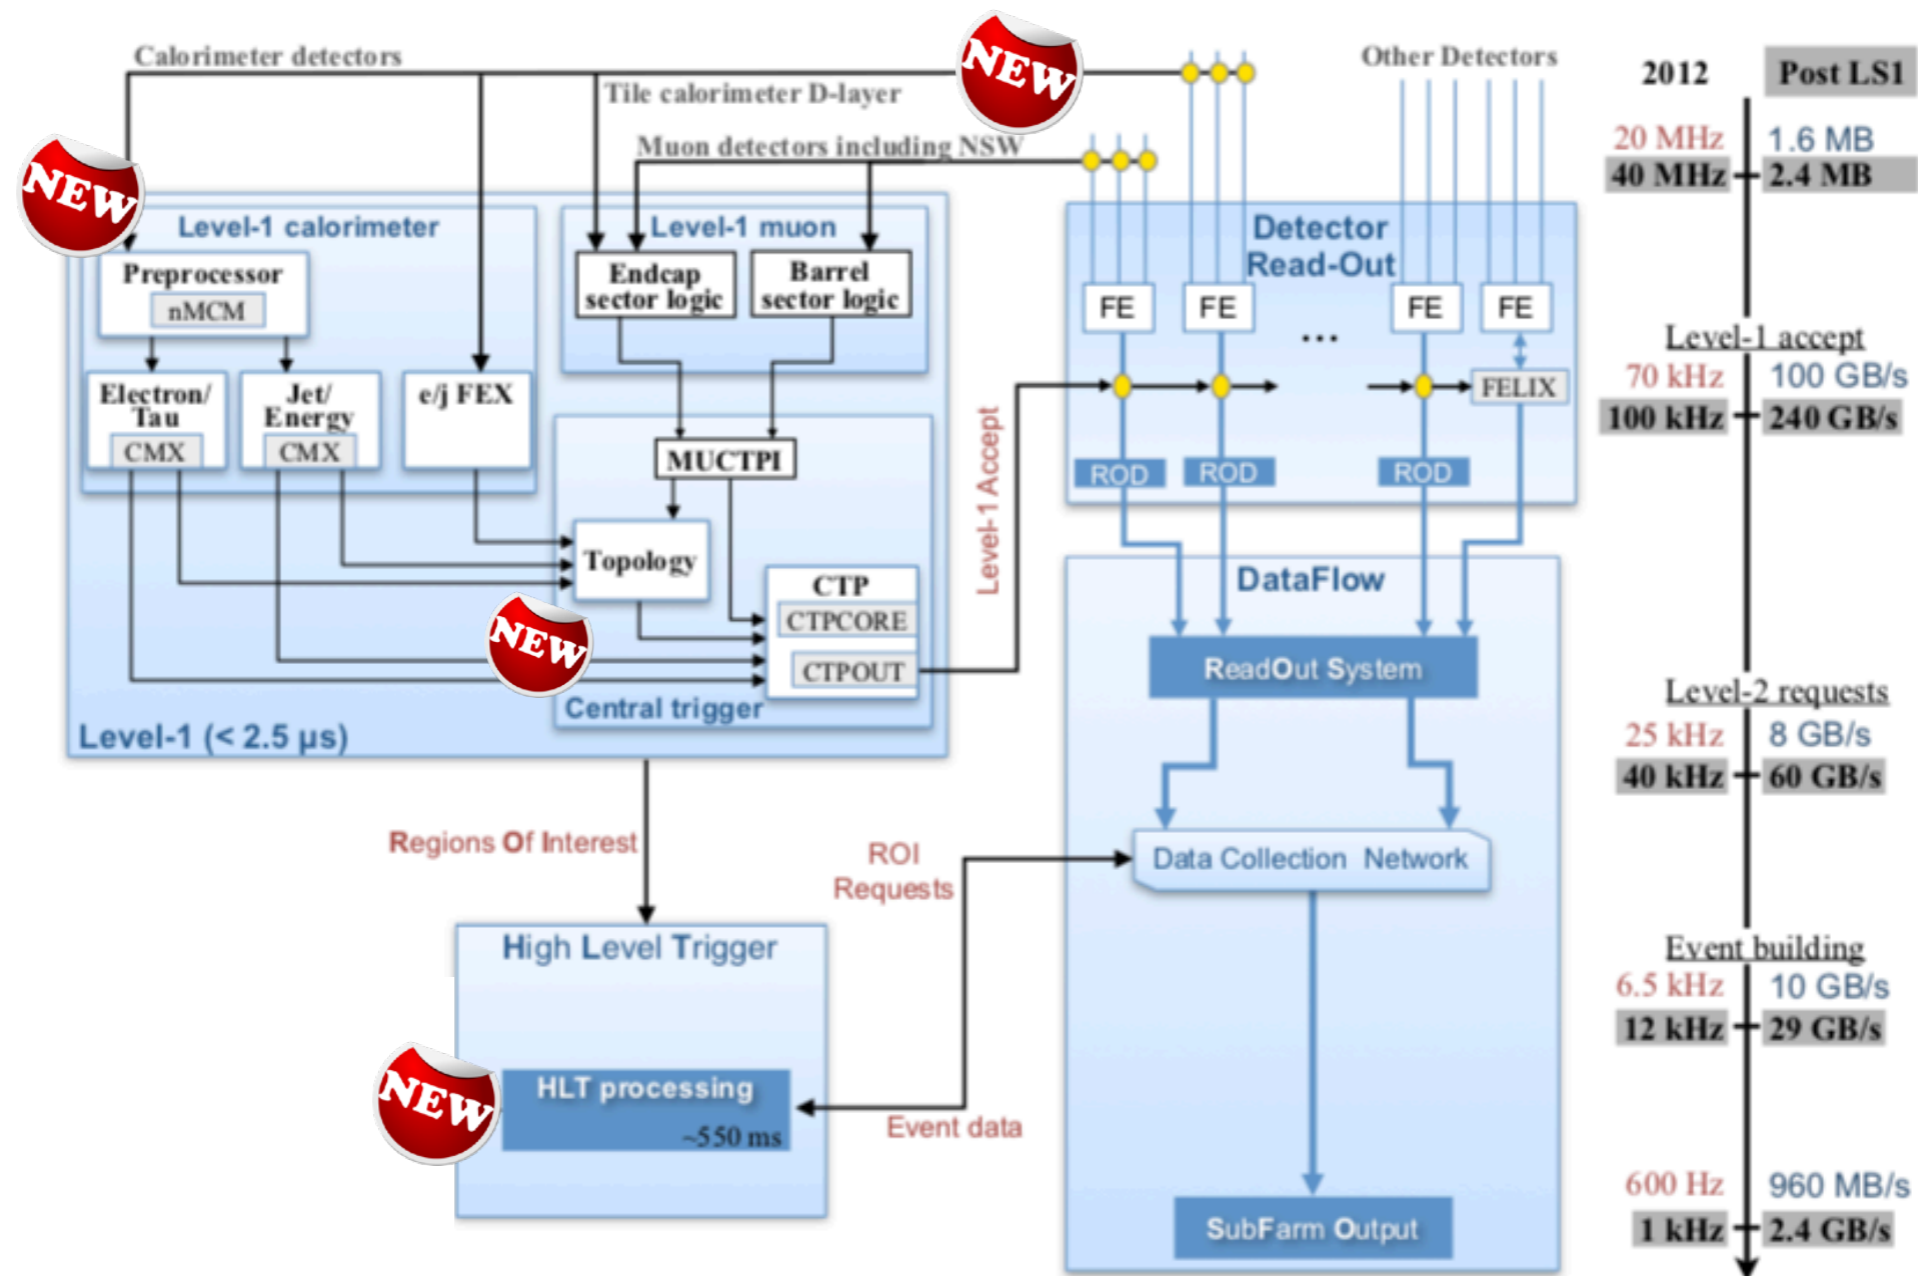 Calorimeter detectors
NEW
Other Detectors
2012
Post LS1
Tile calorimeter D-layer
Muon detectors including NSW
20 MHz
1.6 MB
40 MHz
2.4 MB
NEW
Level-1 calorimeter
Level-1 muon
Detector
Read-Out
Preprocessor
nMCM
Endcap
sector logic
Barrel
sector logic
FE
FE
FE
FE
...
Level-1 accept
70 kHz
100 GB/s
100 kHz
240 GB/s
Electron/
Tau
CMX
Jet/
Energy
CMX
e/j FEX
FELIX
MUCTPI
ROD
ROD
ROD
Level-1 Accept
Topology
CTP
CTPCORE
CTPOUT
NEW
Central trigger
Level-1 (< 2.5 µs)
DataFlow
ReadOut System
Level-2 requests
25 kHz
8 GB/s
40 kHz
60 GB/s
Regions Of Interest
ROI
Requests
Data Collection Network
High Level Trigger
Event building
6.5 kHz
10 GB/s
12 kHz
29 GB/s
NEW
HLT processing
~550 ms
Event data
600 Hz
960 MB/s
SubFarm Output
1 kHz
2.4 GB/s